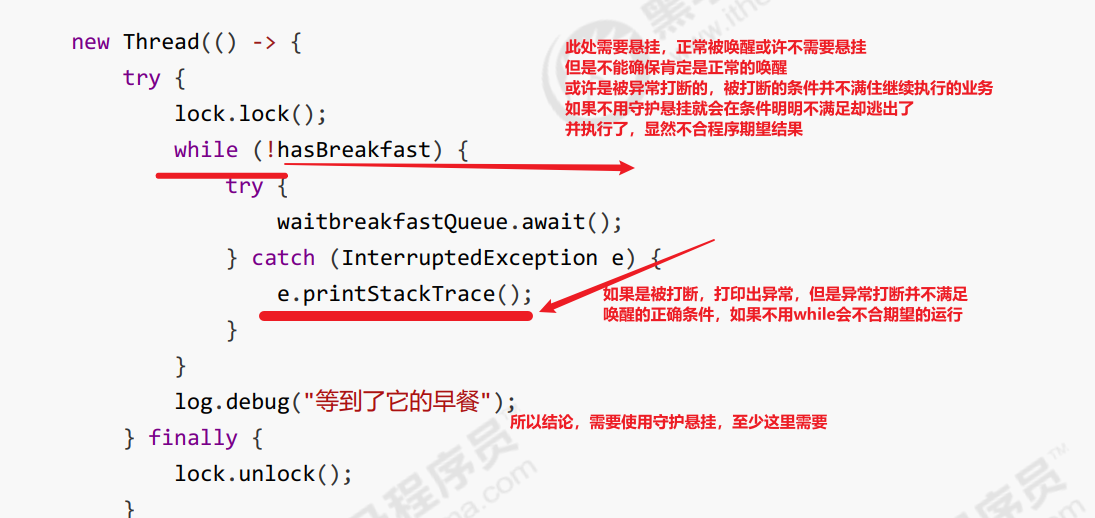 new Thread(() -> {
此处需要悬挂，正常被唤醒或许不需要悬挂
但是不能确保肯定是正常的唤醒
或许是被异常打断的，被打断的条件并不满住继续执行的业务
如果不用守护悬挂就会在条件明明不满足却逃出了
并执行了，显然不合程序期望结果
try {
lock.lock();
while (!hasBreakfast) {
try {
waitbreakfastQueue.await();
} catch (InterruptedException e) {
e.printStackTrace();
如果是被打断，打印出异常，但是异常打断并不满足
唤醒的正确条件，如果不用while会不合期望的运行
}
}
log.debug("等到了它的早餐");
所以结论，需要使用守护悬挂，至少这里需要
} finally {
lock.unlock();
}